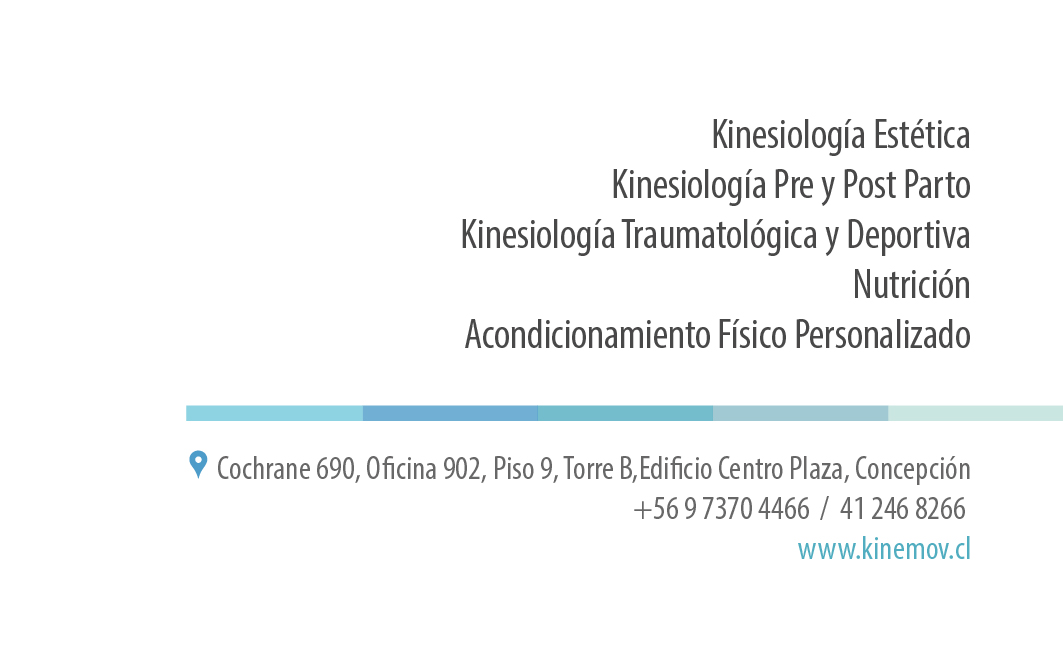 Kinesiología Estética
Kinesiología Pre y Post Parto
Kinesiología Traumatológica y Deportiva
Nutrición
Acondicionamiento Físico Personalizado
Cochrane 690, Oficina 902, Piso 9, Torre B,Edificio Centro Plaza, Concepción
+56 9 7370 4466 / 41 246 8266
www.kinemov.cl